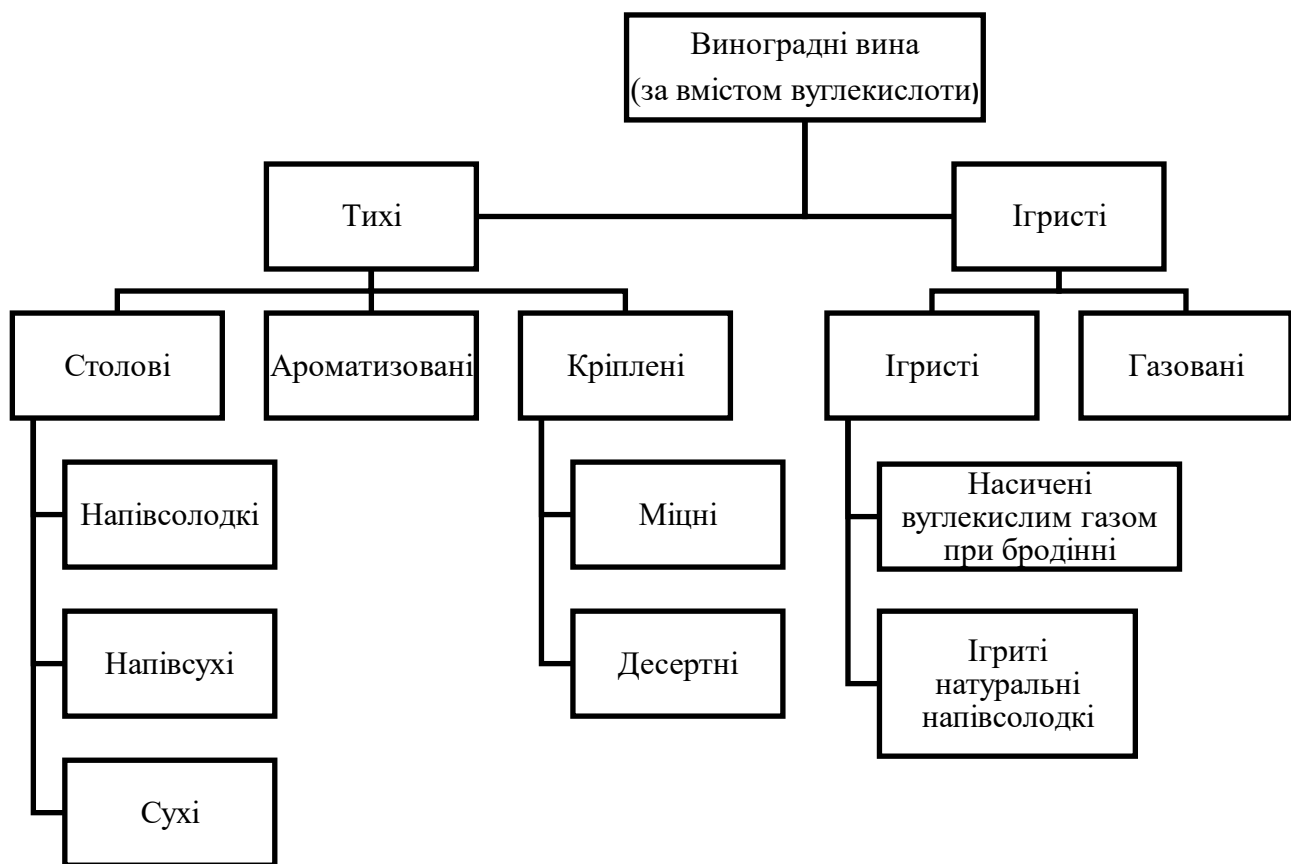 Виноградні вина
(за вмістом вуглекислоти)
Тихі
Ігристі
Столові
Ароматизовані
Кріплені
Ігристі
Газовані
Напівсолодкі
Міцні
Насичені
вуглекислим газом
при бродінні
Напівсухі
Десертні
Ігриті
натуральні
напівсолодкі
Сухі